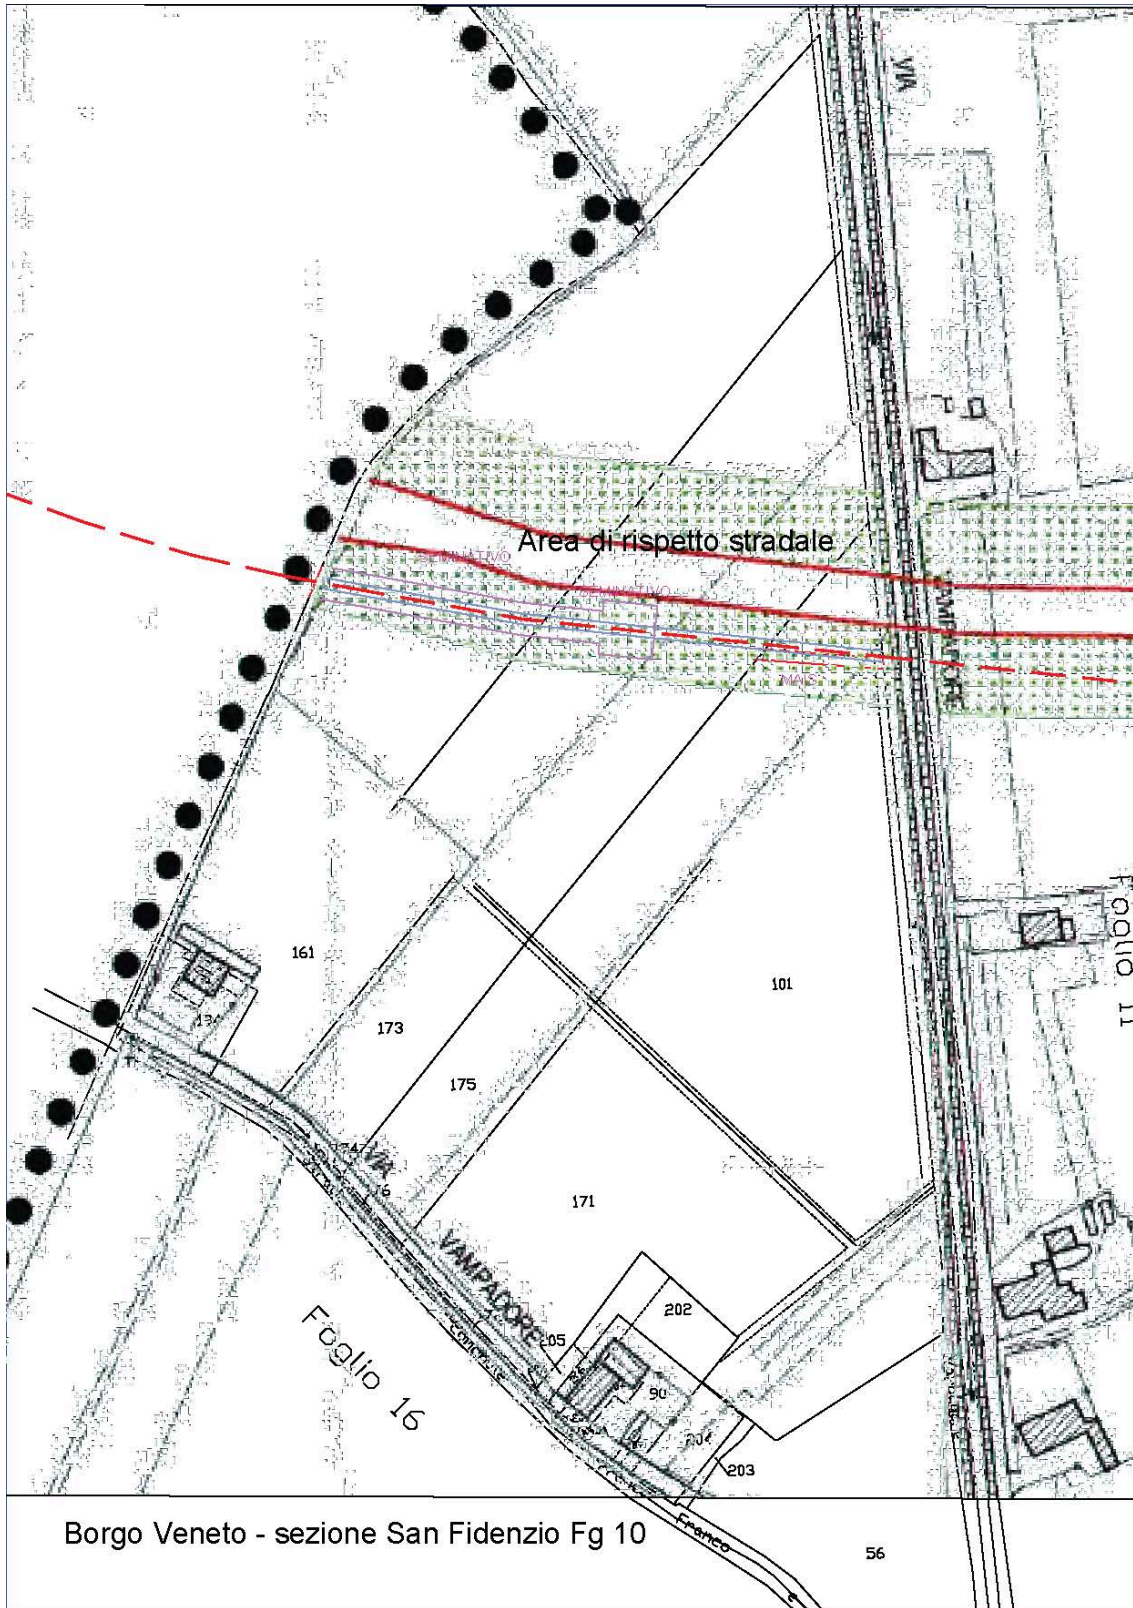 VIA
Area di rispetto stradale
SEMINATIVO
SEMINATIVO
MAIS
Foglio 11
161
101
173
134
175
VIA
171
VAMPADORE
202
Foglio 16
90
204
203
Franco
Borgo Veneto - sezione San Fidenzio Fg 10
56